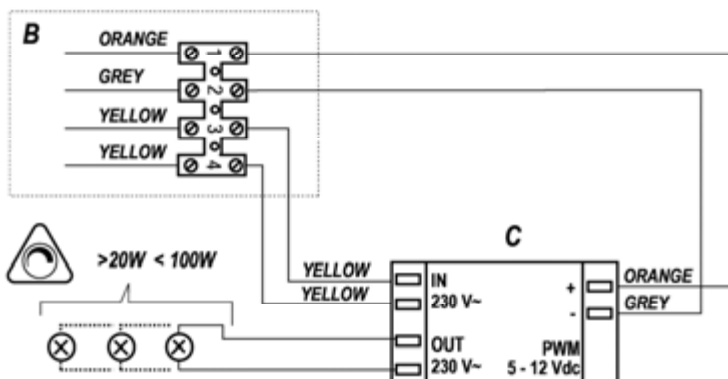 B
ORANGE
1
GREY
2
YELLOW
3
YELLOW
4
>20W < 100W
C
YELLOW
IN
+
ORANGE
YELLOW
230 V~
-
GREY
OUT
PWM
230 V~
5 - 12 Vdc